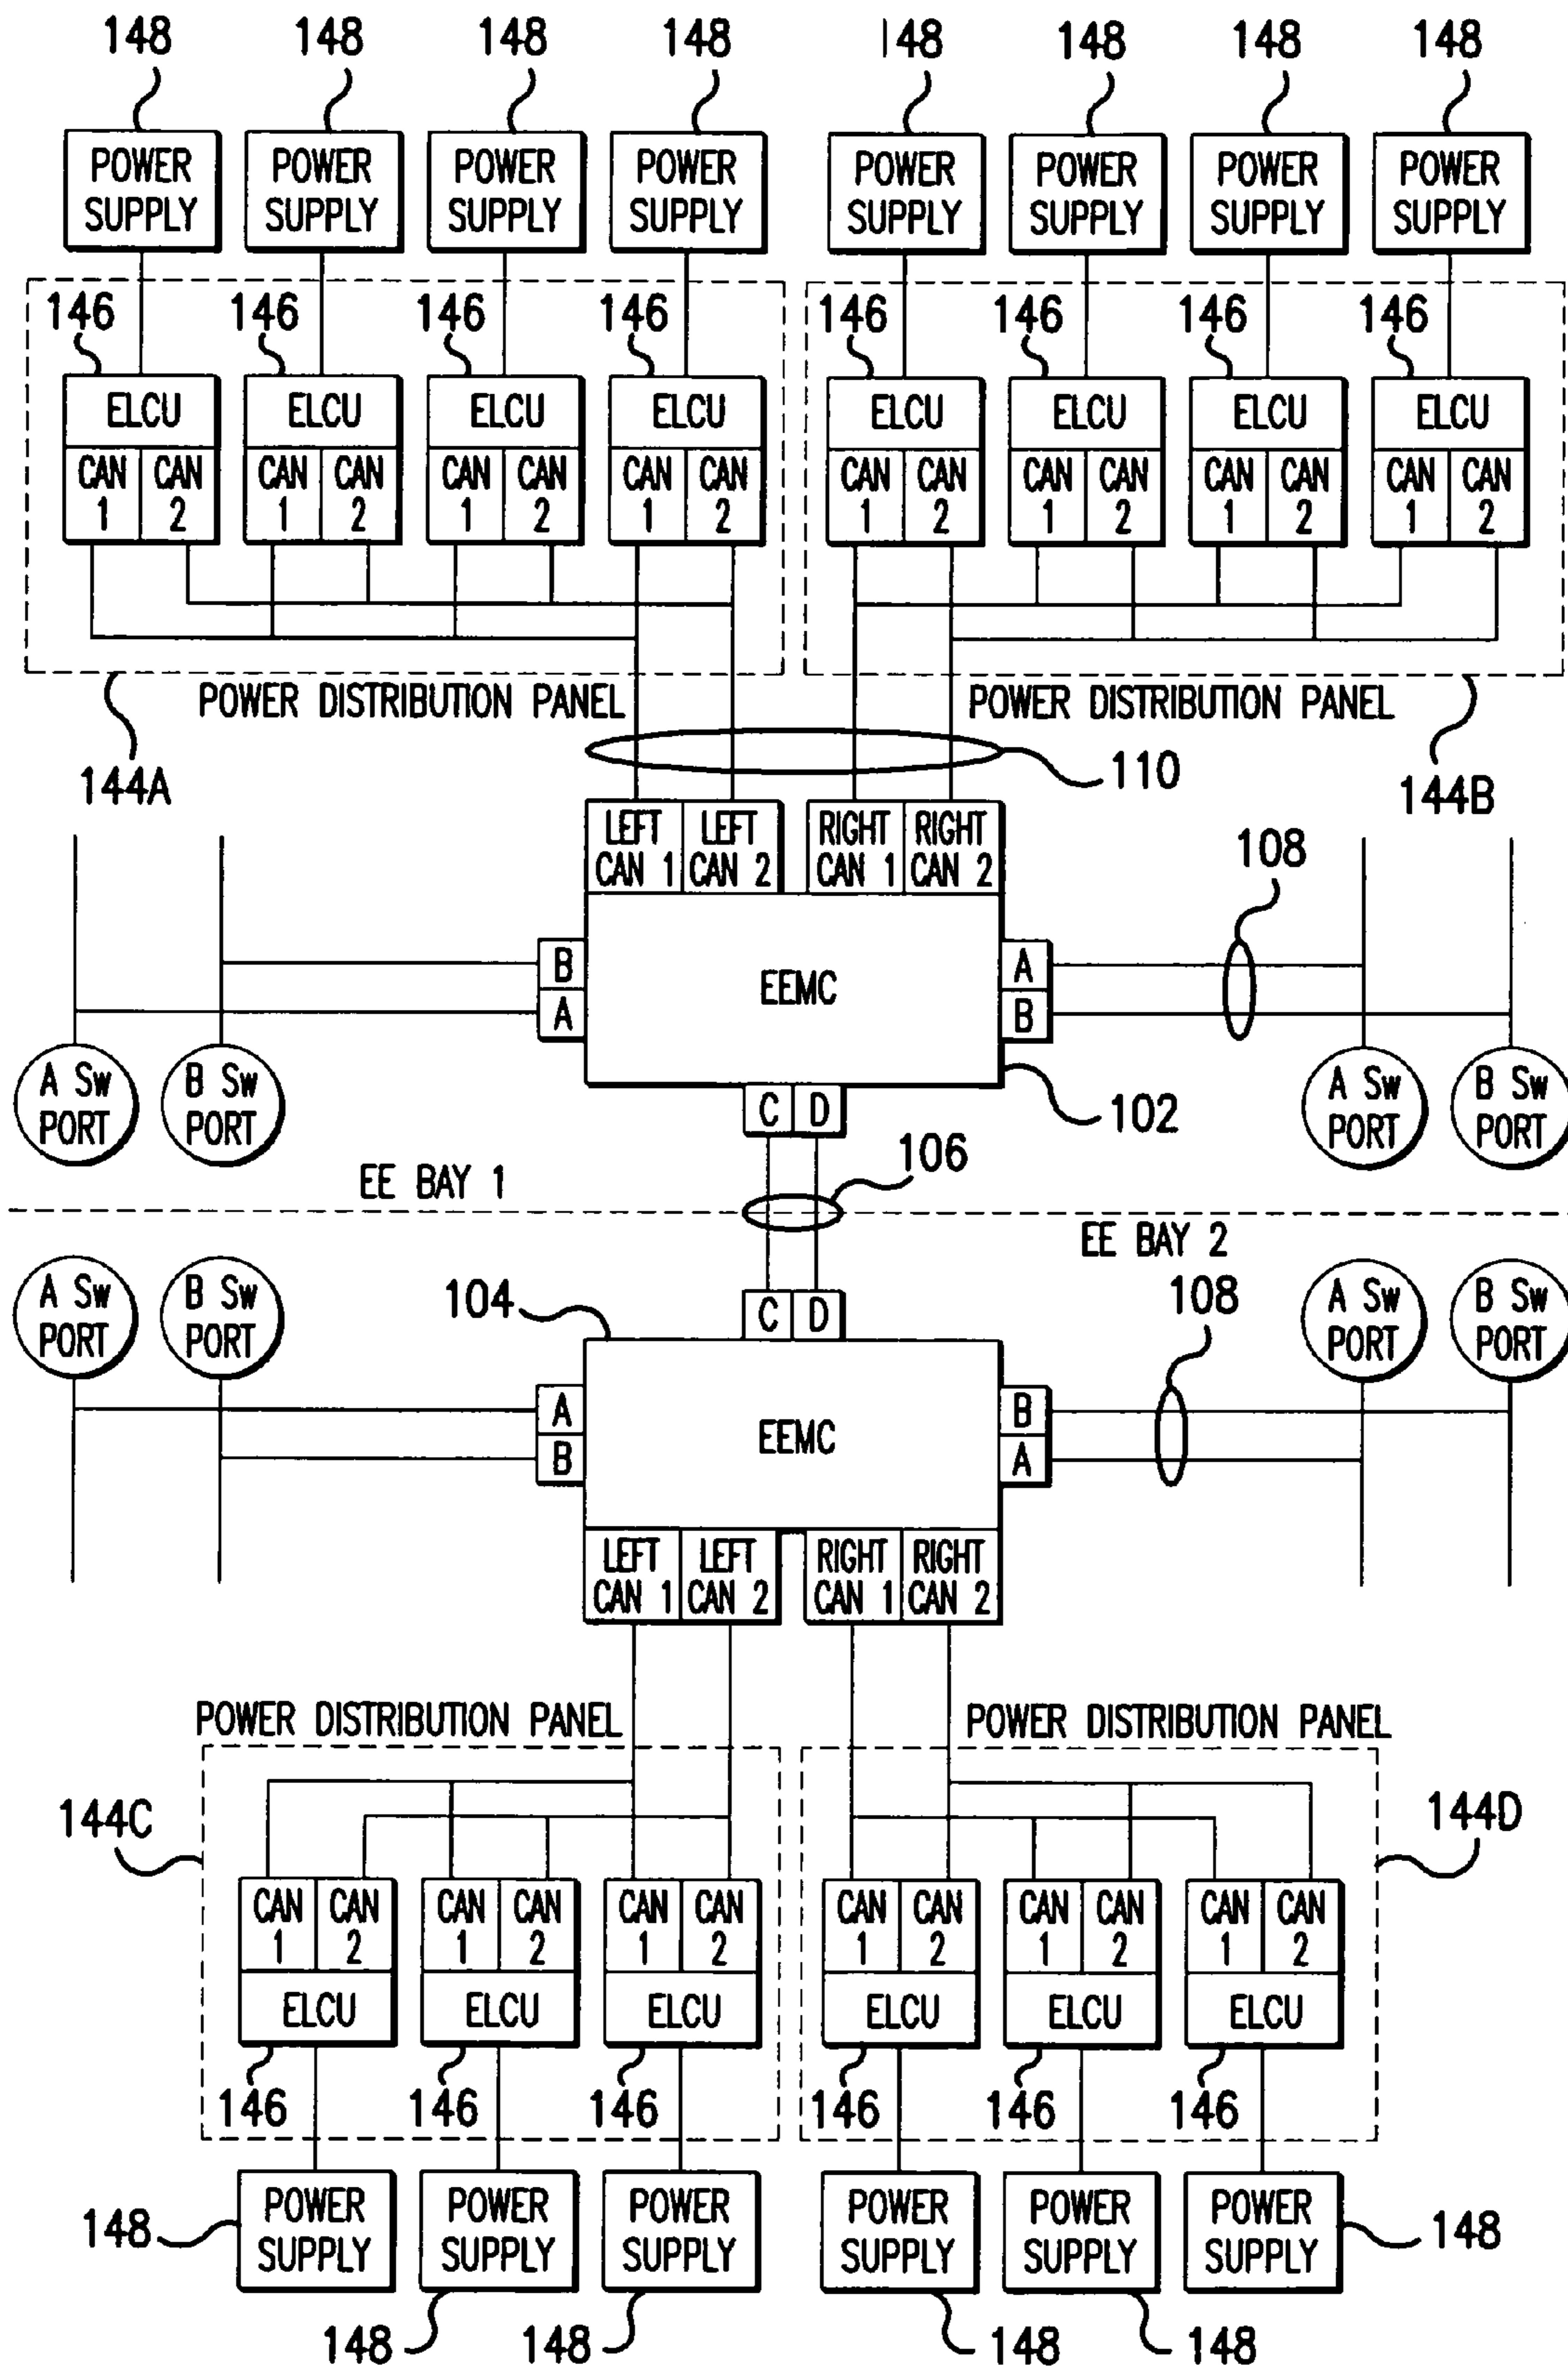 148 148 148 148 148 148 148 148
POWER SUPPLY POWER SUPPLY POWER SUPPLY POWER SUPPLY POWER SUPPLY POWER SUPPLY POWER SUPPLY POWER SUPPLY
146 146 146 146 146 146 146 146
ELCU ELCU ELCU ELCU ELCU ELCU ELCU ELCU
CAN CAN CAN CAN CAN CAN CAN CAN CAN CAN CAN CAN CAN CAN CAN CAN
1 2 1 2 1 2 1 2 1 2 1 2 1 2 1 2
POWER DISTRIBUTION PANEL POWER DISTRIBUTION PANEL
144A 110 144B
LEFT LEFT RIGHT RIGHT
CAN 1 CAN 2 CAN 1 CAN 2
108
B A
EEMC
A B
A Sw PORT B Sw PORT A Sw PORT B Sw PORT
C D 102
106
EE BAY 1
EE BAY 2
A Sw PORT B Sw PORT A Sw PORT B Sw PORT
104 C D 108
A B
EEMC
B A
LEFT LEFT RIGHT RIGHT
CAN 1 CAN 2 CAN 1 CAN 2
POWER DISTRIBUTION PANEL POWER DISTRIBUTION PANEL
144C 144D
CAN CAN CAN CAN CAN CAN CAN CAN CAN CAN CAN CAN
1 2 1 2 1 2 1 2 1 2 1 2
ELCU ELCU ELCU ELCU ELCU ELCU
146 146 146 146 146 146
POWER SUPPLY POWER SUPPLY POWER SUPPLY POWER SUPPLY POWER SUPPLY POWER SUPPLY
148 148
148 148 148 148